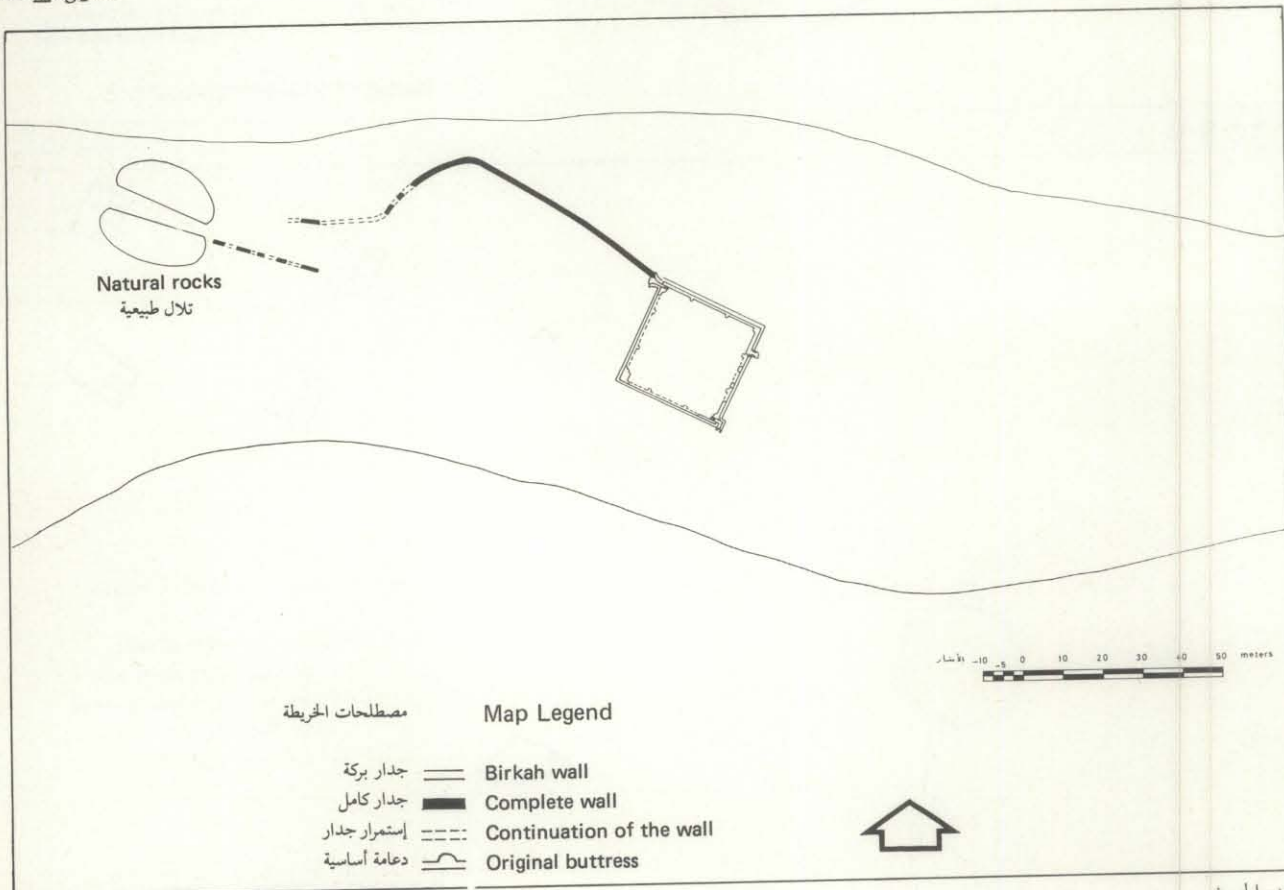 Natural rocks
تلال طبيعية
الأمتار -10 -5 0 10 20 30 40 50 meters
مصطلحات الخريطة Map Legend
جدار بركة Birkah wall
جدار كامل Complete wall
إستمرار جدار Continuation of the wall
دعامة أساسية Original buttress